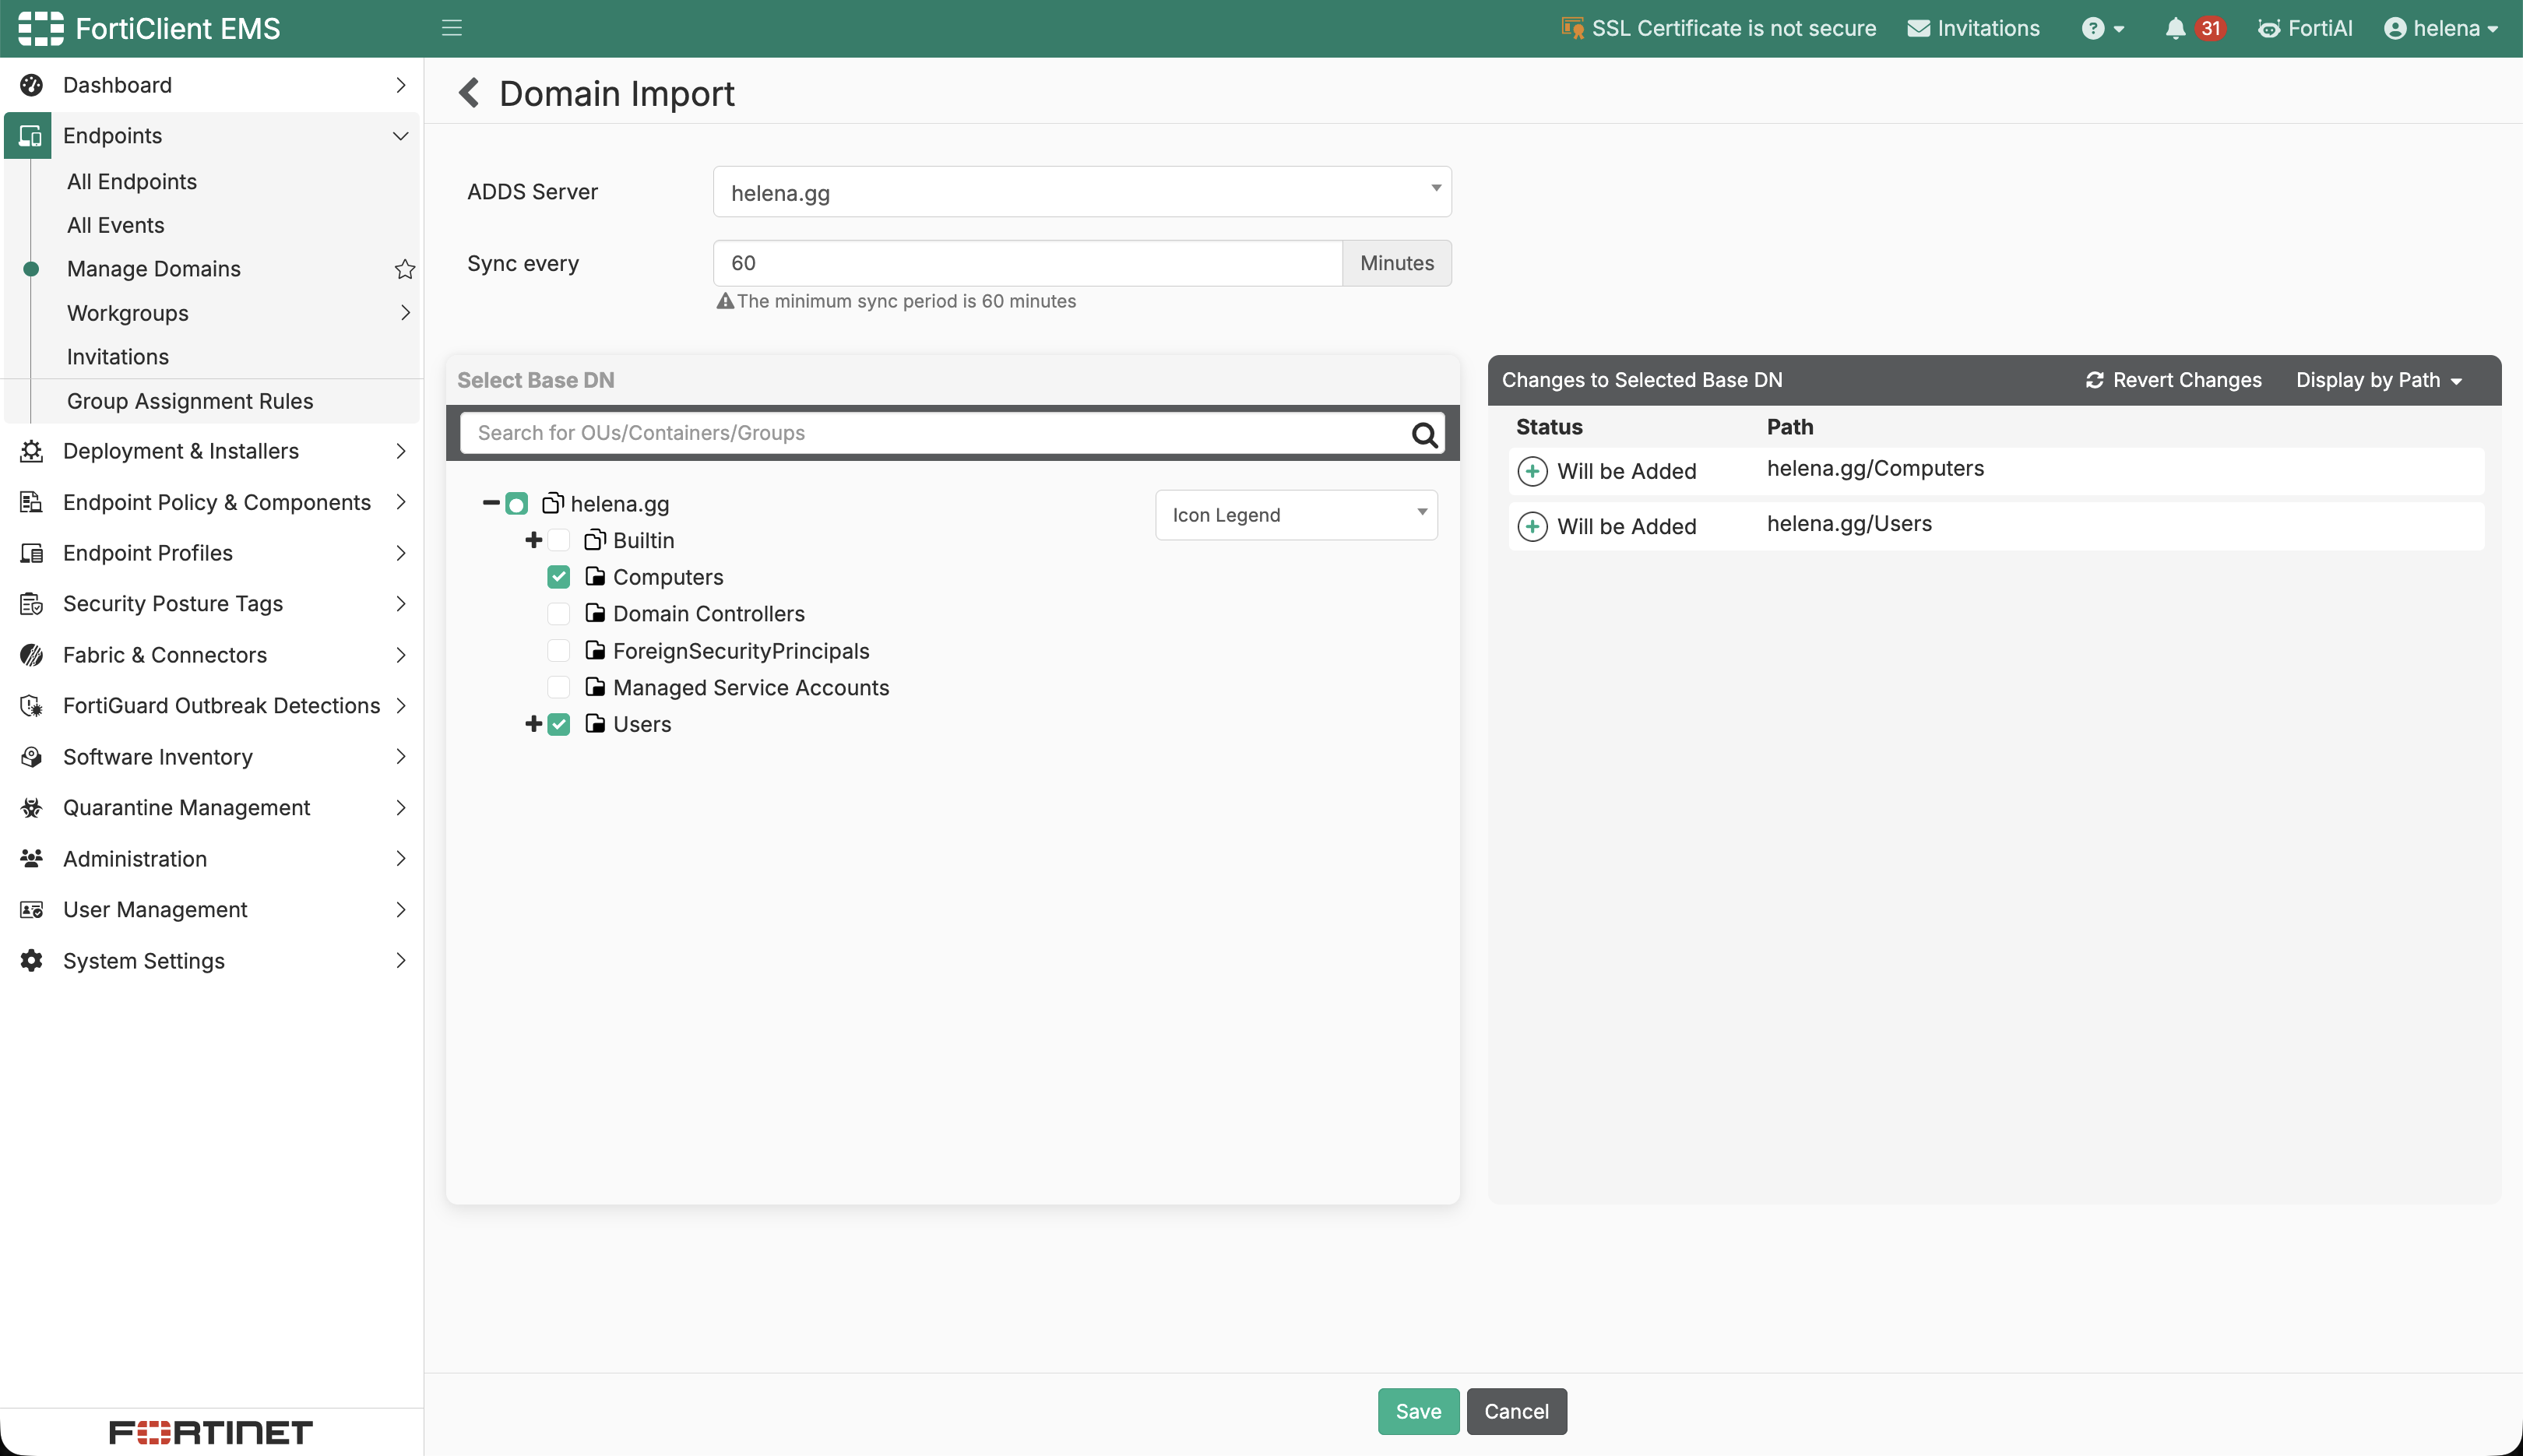 FortiClient EMS
SSL Certificate is not secure
Invitations
31
FortiAI
helena
Dashboard
Endpoints
All Endpoints
All Events
Manage Domains
Workgroups
Invitations
Group Assignment Rules
Deployment & Installers
Endpoint Policy & Components
Endpoint Profiles
Security Posture Tags
Fabric & Connectors
FortiGuard Outbreak Detections
Software Inventory
Quarantine Management
Administration
User Management
System Settings
FORTINET
Domain Import
ADDS Server
helena.gg
Sync every
60
Minutes
The minimum sync period is 60 minutes
Select Base DN
Search for OUs/Containers/Groups
helena.gg
Icon Legend
Builtin
Computers
Domain Controllers
ForeignSecurityPrincipals
Managed Service Accounts
Users
Changes to Selected Base DN
Revert Changes
Display by Path
Status Path
Will be Added helena.gg/Computers
Will be Added helena.gg/Users
Save
Cancel